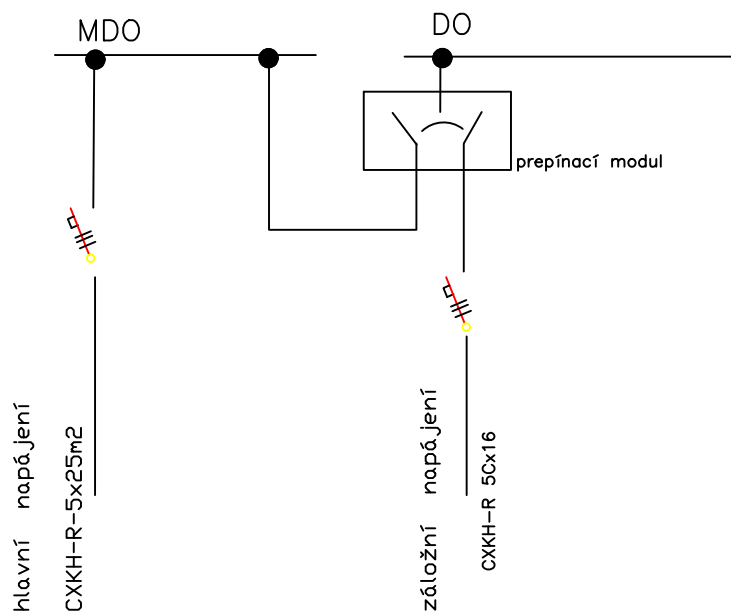 MDO
DO
prepínací modul
hlavní napájení
CXKH-R-5x25m2
záložní napájení
CXKH-R 5Cx16